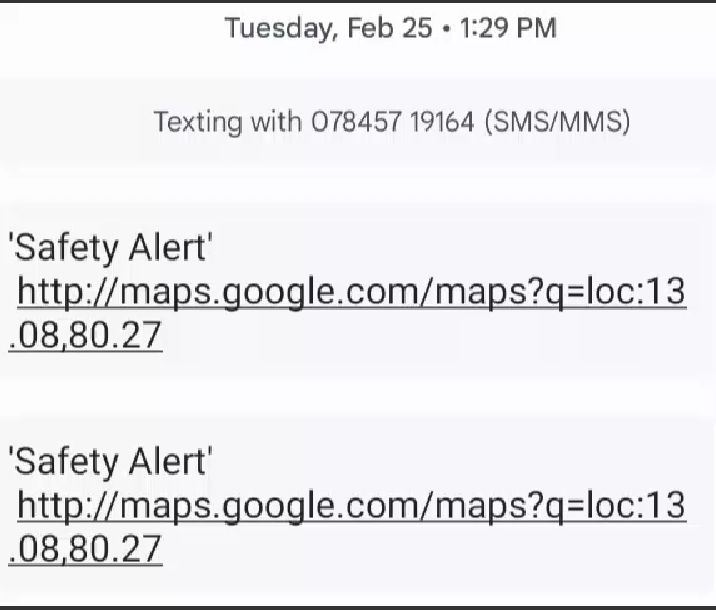 Tuesday, Feb 25 • 1:29 PM
Texting with 078457 19164 (SMS/MMS)
'Safety Alert'
http://maps.google.com/maps?q=loc:13
.08,80.27
'Safety Alert'
http://maps.google.com/maps?q=loc:13
.08,80.27